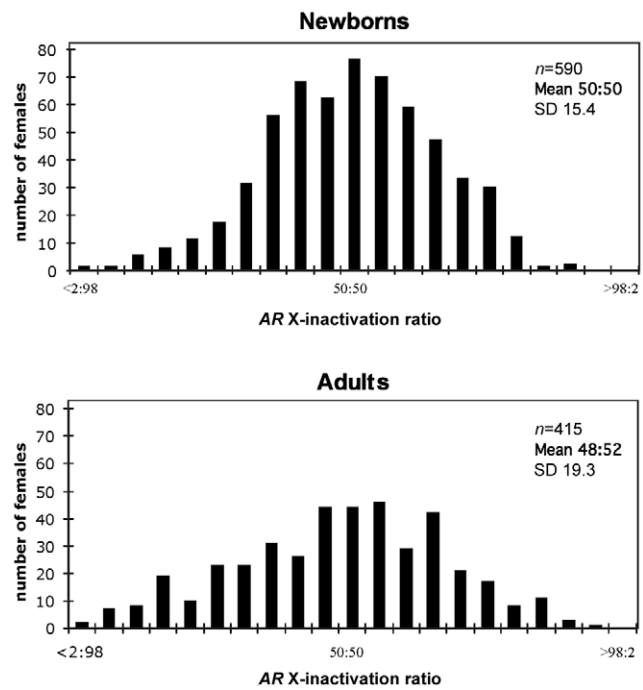 Newborns
number of females
80
70
60
50
40
30
20
10
0
n=590
Mean 50:50
SD 15.4
<2:98 50:50 >98:2
AR X-inactivation ratio
Adults
number of females
80
70
60
50
40
30
20
10
0
n=415
Mean 48:52
SD 19.3
<2:98 50:50 >98:2
AR X-inactivation ratio